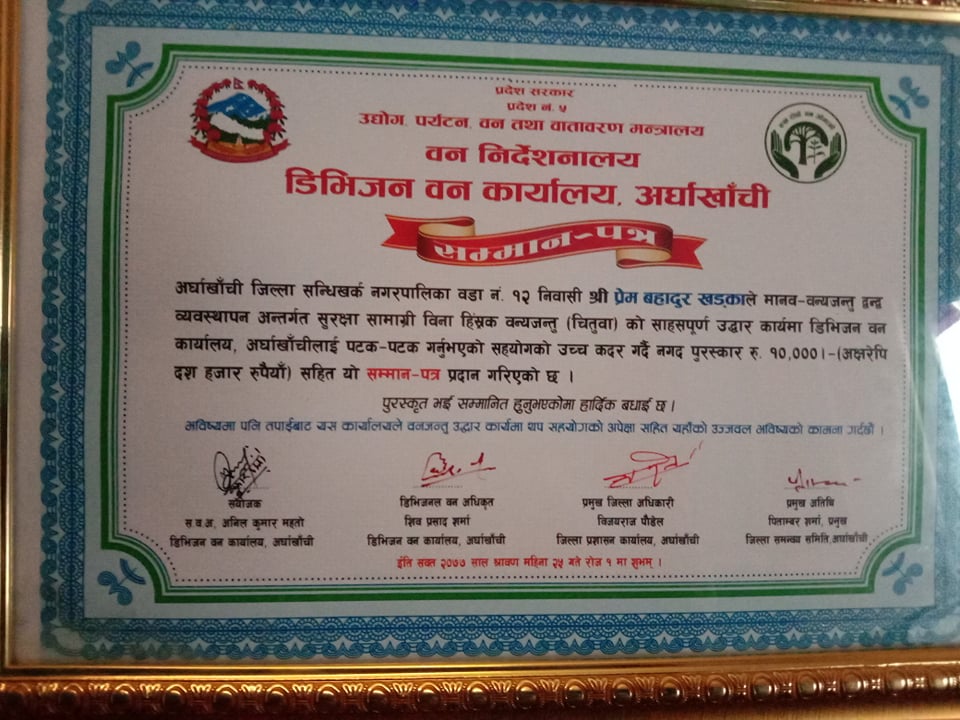 प्रदेश सरकार
प्रदेश नं. ५
उद्योग, पर्यटन, वन तथा वातावरण मन्त्रालय
वन निर्देशनालय
डिभिजन वन कार्यालय, अर्घाखाँची
सम्मान-पत्र
अर्घाखाँची जिल्ला सन्धिखर्क नगरपालिका वडा नं. १२ निवासी श्री प्रेम बहादुर खड्काले मानव-वन्यजन्तु द्वन्द्व
व्यवस्थापन अन्तर्गत सुरक्षा सामाग्री विना हिंस्रक वन्यजन्तु (चितुवा) को साहसपूर्ण उद्धार कार्यमा डिभिजन वन
कार्यालय, अर्घाखाँचीलाई पटक-पटक गर्नुभएको सहयोगको उच्च कदर गर्दै नगद पुरस्कार रु. १०,०००।-(अक्षरेपि
दश हजार रुपैयाँ) सहित यो सम्मान-पत्र प्रदान गरिएको छ ।
पुरस्कृत भई सम्मानित हुनुभएकोमा हार्दिक बधाई छ ।
भविष्यमा पनि तपाईबाट यस कार्यालयले वनजन्तु उद्धार कार्यमा थप सहयोगको अपेक्षा सहित यहाँको उज्जवल भविष्यको कामना गर्दछौं ।
संयोजक
स.व.अ. अनिल कुमार महतो
डिभिजन वन कार्यालय, अर्घाखाँची
डिभिजनल वन अधिकृत
शिव प्रसाद शर्मा
डिभिजन वन कार्यालय, अर्घाखाँची
प्रमुख जिल्ला अधिकारी
विजयराज पौडेल
जिल्ला प्रशासन कार्यालय, अर्घाखाँची
प्रमुख अतिथि
पिताम्बर शर्मा, प्रमुख
जिल्ला समन्वय समिति, अर्घाखाँची
इति सवत २०७७ साल श्रावण महिना २५ गते रोज १ मा शुभम् ।